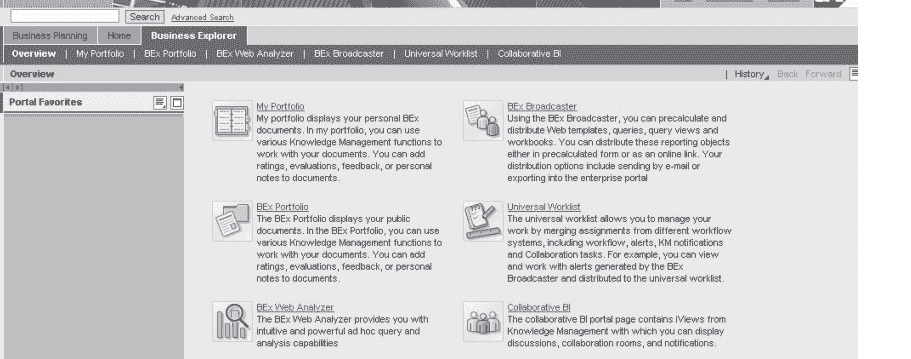 Search Advanced Search
Business Planning Home Business Explorer
Overview | My Portfolio | BEx Portfolio | BEx Web Analyzer | BEx Broadcaster | Universal Worklist | Collaborative BI
Overview
| History Back Forward
Portal Favorites
My Portfolio
My portfolio displays your personal BEx
documents. In my portfolio, you can use
various Knowledge Management functions to
work with your documents. You can add
ratings, evaluations, feedback, or personal
notes to documents.
BEx Broadcaster
Using the BEx Broadcaster, you can precalculate and
distribute Web templates, queries, query views and
workbooks. You can distribute these reporting objects
either in precalculated form or as an online link. Your
distribution options include sending by e-mail or
exporting into the enterprise portal
BEx Portfolio
The BEx Portfolio displays your public
documents. In the BEx Portfolio, you can use
various Knowledge Management functions to
work with your documents. You can add
ratings, evaluations, feedback, or personal
notes to documents.
Universal Worklist
The universal worklist allows you to manage your
work by merging assignments from different workflow
systems, including workflow, alerts, KM notifications
and Collaboration tasks. For example, you can view
and work with alerts generated by the BEx
Broadcaster and distributed to the universal worklist.
BEx Web Analyzer
The BEx Web Analyzer provides you with
intuitive and powerful ad hoc query and
analysis capabilities
Collaborative BI
The collaborative BI portal page contains iViews from
Knowledge Management with which you can display
discussions, collaboration rooms, and notifications.